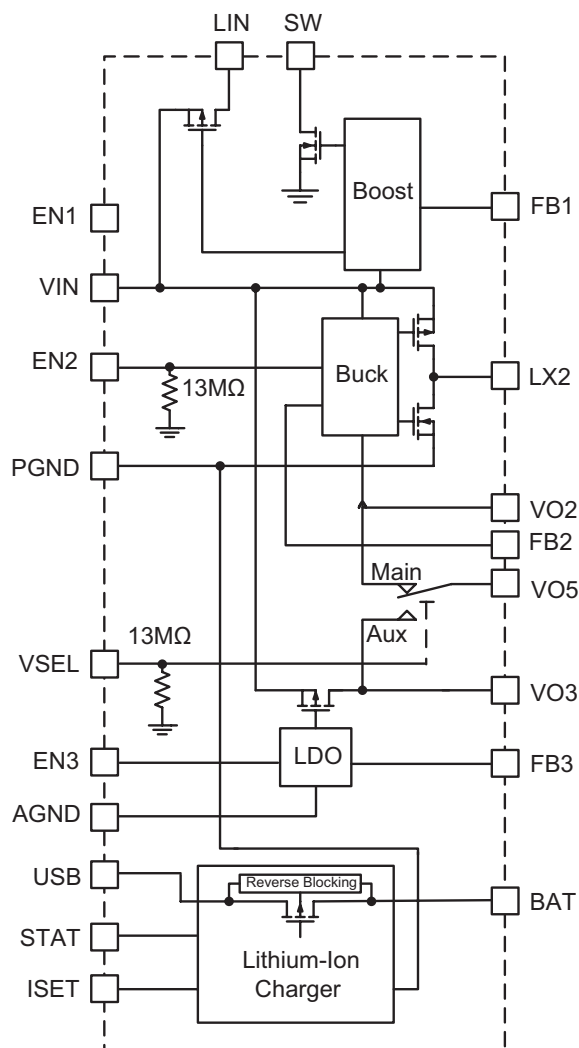 LIN SW
Boost
EN1
FB1
VIN
EN2
13MΩ
Buck
LX2
PGND
VO2
FB2
Main
VO5
13MΩ
Aux
VSEL
VO3
LDO
EN3
FB3
AGND
USB
Reverse Blocking
BAT
STAT
Lithium-Ion
Charger
ISET